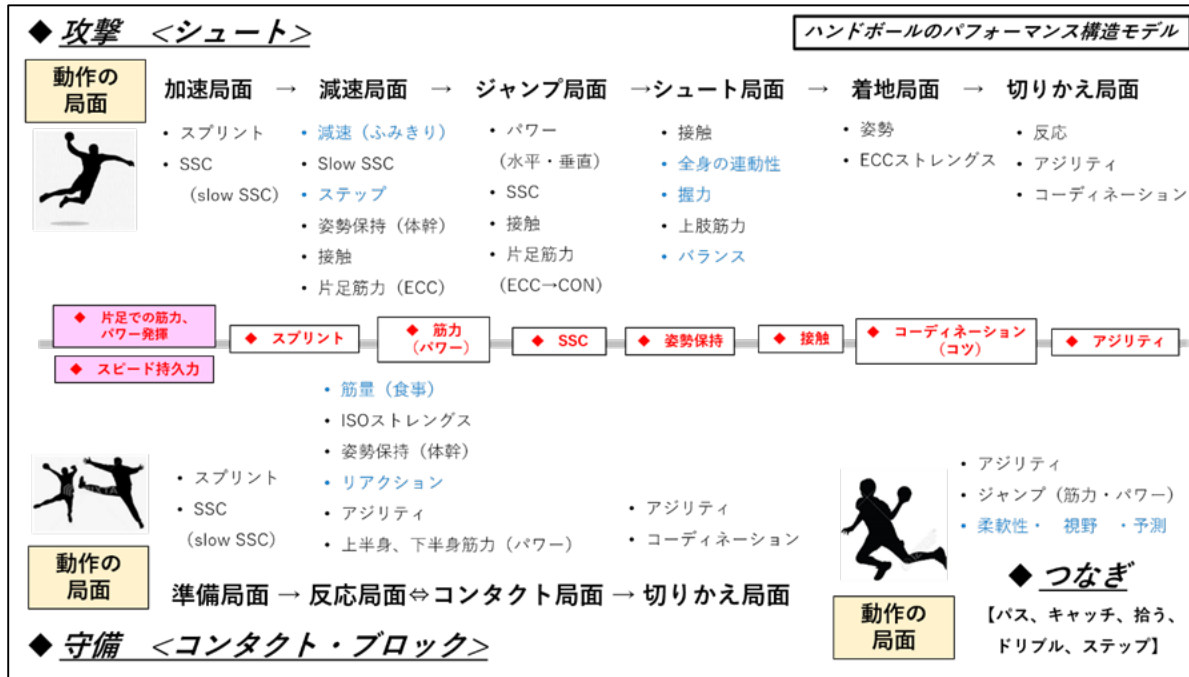 ◆ 攻撃 <シュート>
ハンドボールのパフォーマンス構造モデル
動作の
局面
加速局面 → 減速局面 → ジャンプ局面 →シュート局面 → 着地局面 → 切りかえ局面
• スプリント
• SSC
(slow SSC)
• 減速（ふみきり）
• Slow SSC
• ステップ
• 姿勢保持（体幹）
• 接触
• 片足筋力 (ECC)
• パワー
(水平・垂直)
• SSC
• 接触
• 片足筋力
(ECC→CON)
• 接触
• 全身の連動性
• 握力
• 上肢筋力
• バランス
• 姿勢
• ECCストレングス
• 反応
• アジリティ
• コーディネーション
◆ 片足での筋力、
パワー発揮
◆ スピード持久力
◆ スプリント
◆ 筋力
（パワー）
◆ SSC
◆ 姿勢保持
◆ 接触
◆ コーディネーション
（コツ）
◆ アジリティ
• スプリント
• SSC
(slow SSC)
• 筋量（食事）
• ISOストレングス
• 姿勢保持（体幹）
• リアクション
• アジリティ
• 上半身、下半身筋力（パワー）
• アジリティ
• コーディネーション
動作の
局面
準備局面 → 反応局面⇔コンタクト局面 → 切りかえ局面
◆ 守備 <コンタクト・ブロック>
• アジリティ
• ジャンプ（筋力・パワー）
• 柔軟性・ 視野 ・予測
動作の
局面
◆ つなぎ
【パス、キャッチ、拾う、
ドリブル、ステップ】